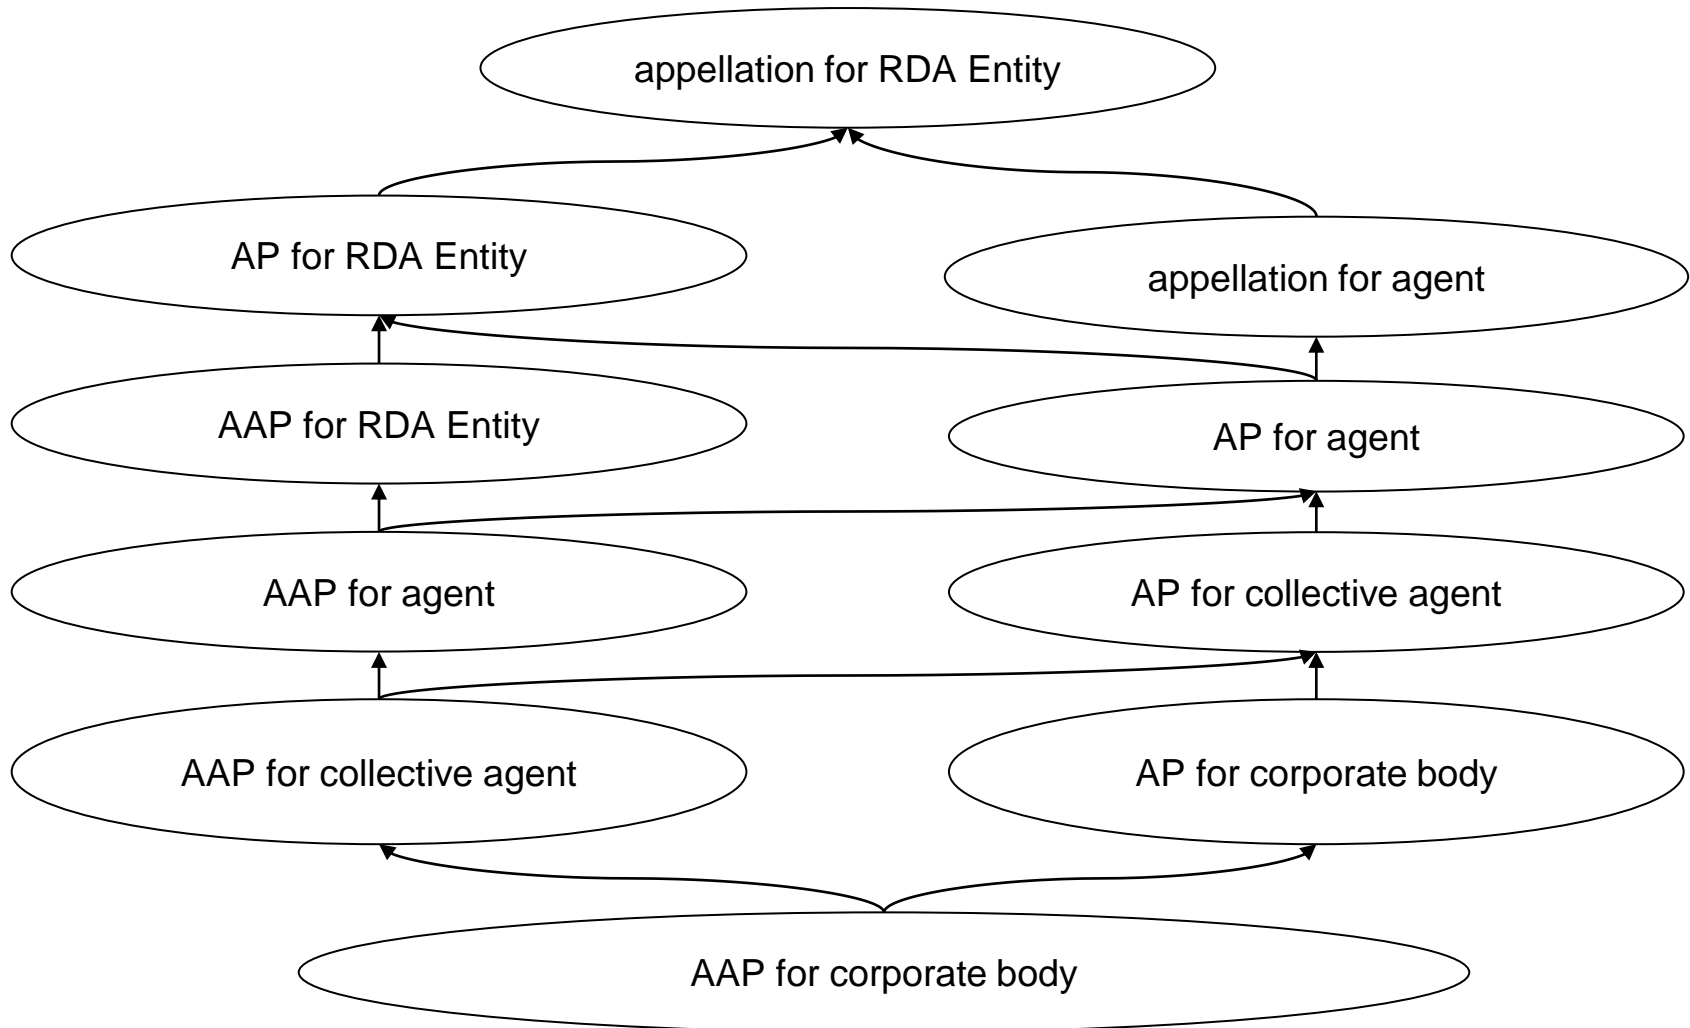 appellation for RDA Entity
AP for RDA Entity
appellation for agent
AAP for RDA Entity
AP for agent
AAP for agent
AP for collective agent
AAP for collective agent
AP for corporate body
AAP for corporate body